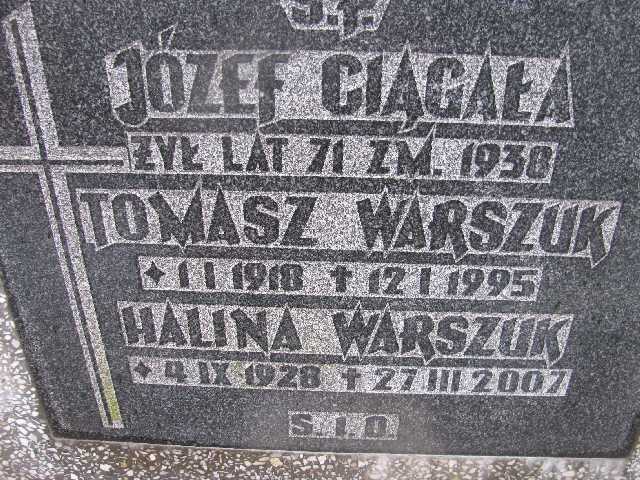 Ś.P.
JÓZEF CIĄGAŁA
ŻYŁ LAT 71 ZM. 1938
TOMASZ WARSZUK
✦ 1 I 1918 ✝ 12 I 1995
HALINA WARSZUK
✦ 4 IX 1928 ✝ 27 III 2007
Ś. I. O.